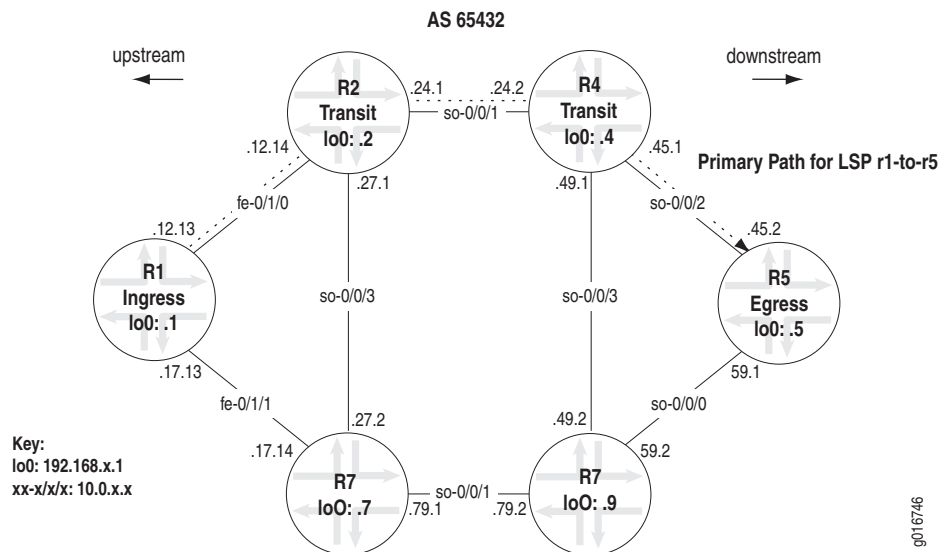 AS 65432
upstream
downstream
R2
Transit
lo0: .2
.24.1
.24.2
so-0/0/1
R4
Transit
lo0: .4
.12.14
.27.1
.49.1
.45.1
Primary Path for LSP r1-to-r5
fe-0/1/0
so-0/0/2
.12.13
.45.2
R1
Ingress
lo0: .1
so-0/0/3
so-0/0/3
R5
Egress
lo0: .5
.17.13
59.1
fe-0/1/1
so-0/0/0
.27.2
.49.2
.17.14
59.2
Key:
lo0: 192.168.x.1
xx-x/x/x: 10.0.x.x
R7
loO: .7
so-0/0/1
.79.1
.79.2
R7
loO: .9
g016746